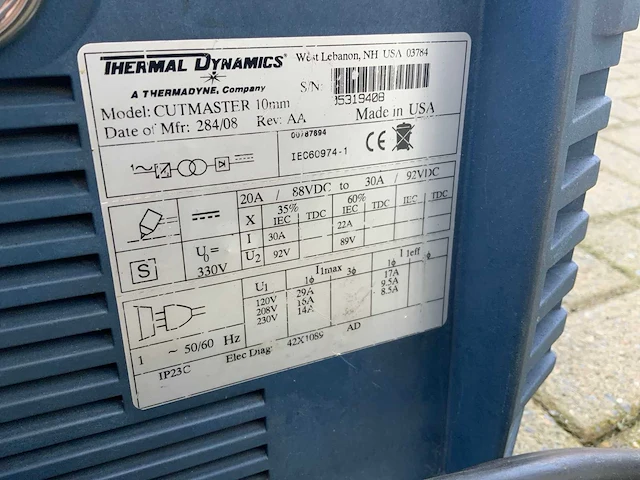 THERMAL DYNAMICS® West Lebanon, NH USA 03784
A THERMADYNE, Company
S/N: J5319408
Model: CUTMASTER 10mm
Date of Mfr: 284/08 Rev: AA Made in USA
00787894
CE
1~ IEC60974-1
20A / 88VDC to 30A / 92VDC
X 35% 60%
IEC TDC IEC TDC IEC TDC
I 30A 22A
U2 92V 89V
S U0= 330V
U1 I1max I1eff
1ϕ 3ϕ 1ϕ ϕ
120V 29A 17A
208V 16A 9.5A
230V 14A 8.5A
1 ~ 50/60 Hz
IP23C Elec Diag: 42X1089 AD